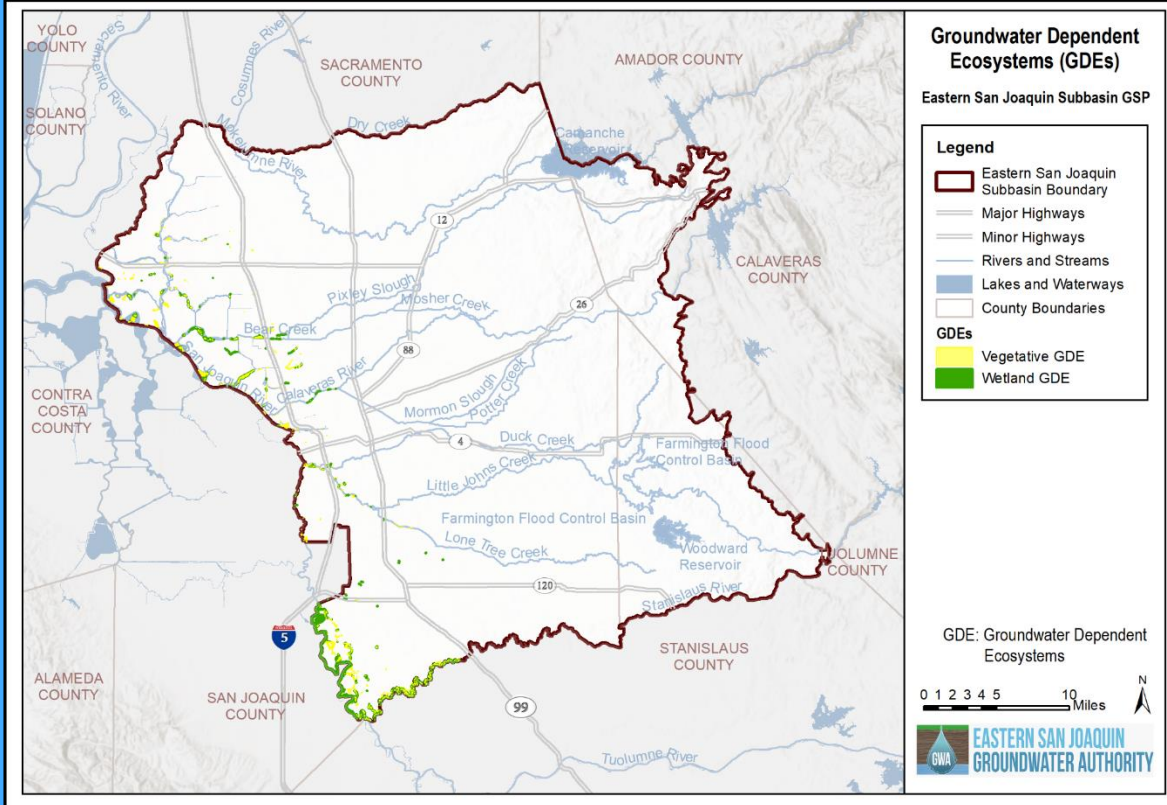 YOLO
COUNTY
Sacramento River
Cosumnes River
SACRAMENTO
COUNTY
AMADOR COUNTY
SOLANO
COUNTY
Mokelumne River
Dry Creek
Camanche
Reservoir
12
CALAVERAS
COUNTY
Pixley Slough
Mosher Creek
26
Bear Creek
88
San Joaquin River
Calaveras River
CONTRA
COSTA
COUNTY
Mormon Slough
Potter Creek
4
Duck Creek
Farmington Flood
Control Basin
Little Johns Creek
Farmington Flood Control Basin
Lone Tree Creek
Woodward
Reservoir
UOLUMNE
COUNTY
120
Stanislaus River
5
STANISLAUS
COUNTY
ALAMEDA
COUNTY
SAN JOAQUIN
COUNTY
99
Tuolumne River
Groundwater Dependent
Ecosystems (GDEs)
Eastern San Joaquin Subbasin GSP
Legend
Eastern San Joaquin
Subbasin Boundary
Major Highways
Minor Highways
Rivers and Streams
Lakes and Waterways
County Boundaries
GDEs
Vegetative GDE
Wetland GDE
GDE: Groundwater Dependent
Ecosystems
N
0 1 2 3 4 5 10
Miles
GWA
EASTERN SAN JOAQUIN
GROUNDWATER AUTHORITY